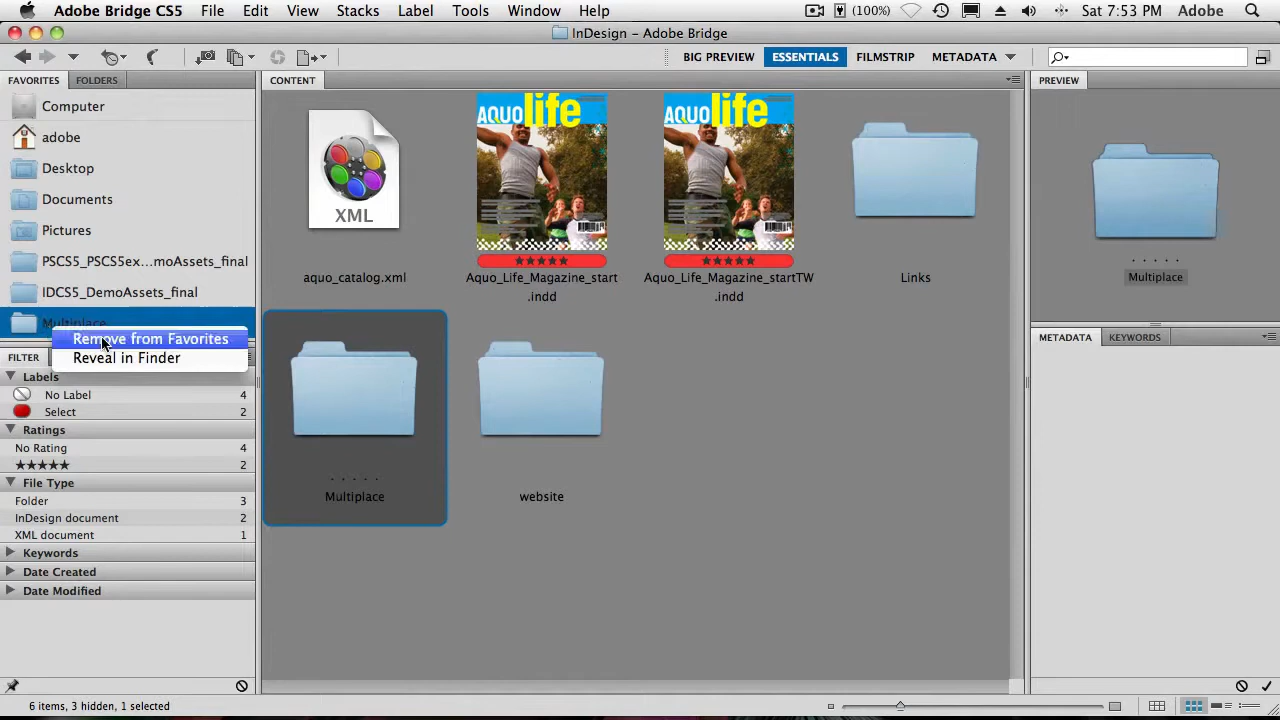 Adobe Bridge CS5 File Edit View Stacks Label Tools Window Help (100%) Sat 7:53 PM Adobe
InDesign – Adobe Bridge
BIG PREVIEW ESSENTIALS FILMSTRIP METADATA
FAVORITES FOLDERS
Computer
adobe
Desktop
Documents
Pictures
PSCS5_PSCS5ex...moAssets_final
IDCS5_DemoAssets_final
Multiplace
Remove from Favorites
Reveal in Finder
FILTER
Labels
No Label 4
Select 2
Ratings
No Rating 4
★★★★★ 2
File Type
Folder 3
InDesign document 2
XML document 1
Keywords
Date Created
Date Modified
CONTENT
XML
aquo_catalog.xml
AQUO life
★★★★★
Aquo_Life_Magazine_start
.indd
AQUO life
★★★★★
Aquo_Life_Magazine_startTW
.indd
Links
. . . . .
Multiplace
website
PREVIEW
. . . . .
Multiplace
METADATA KEYWORDS
6 items, 3 hidden, 1 selected